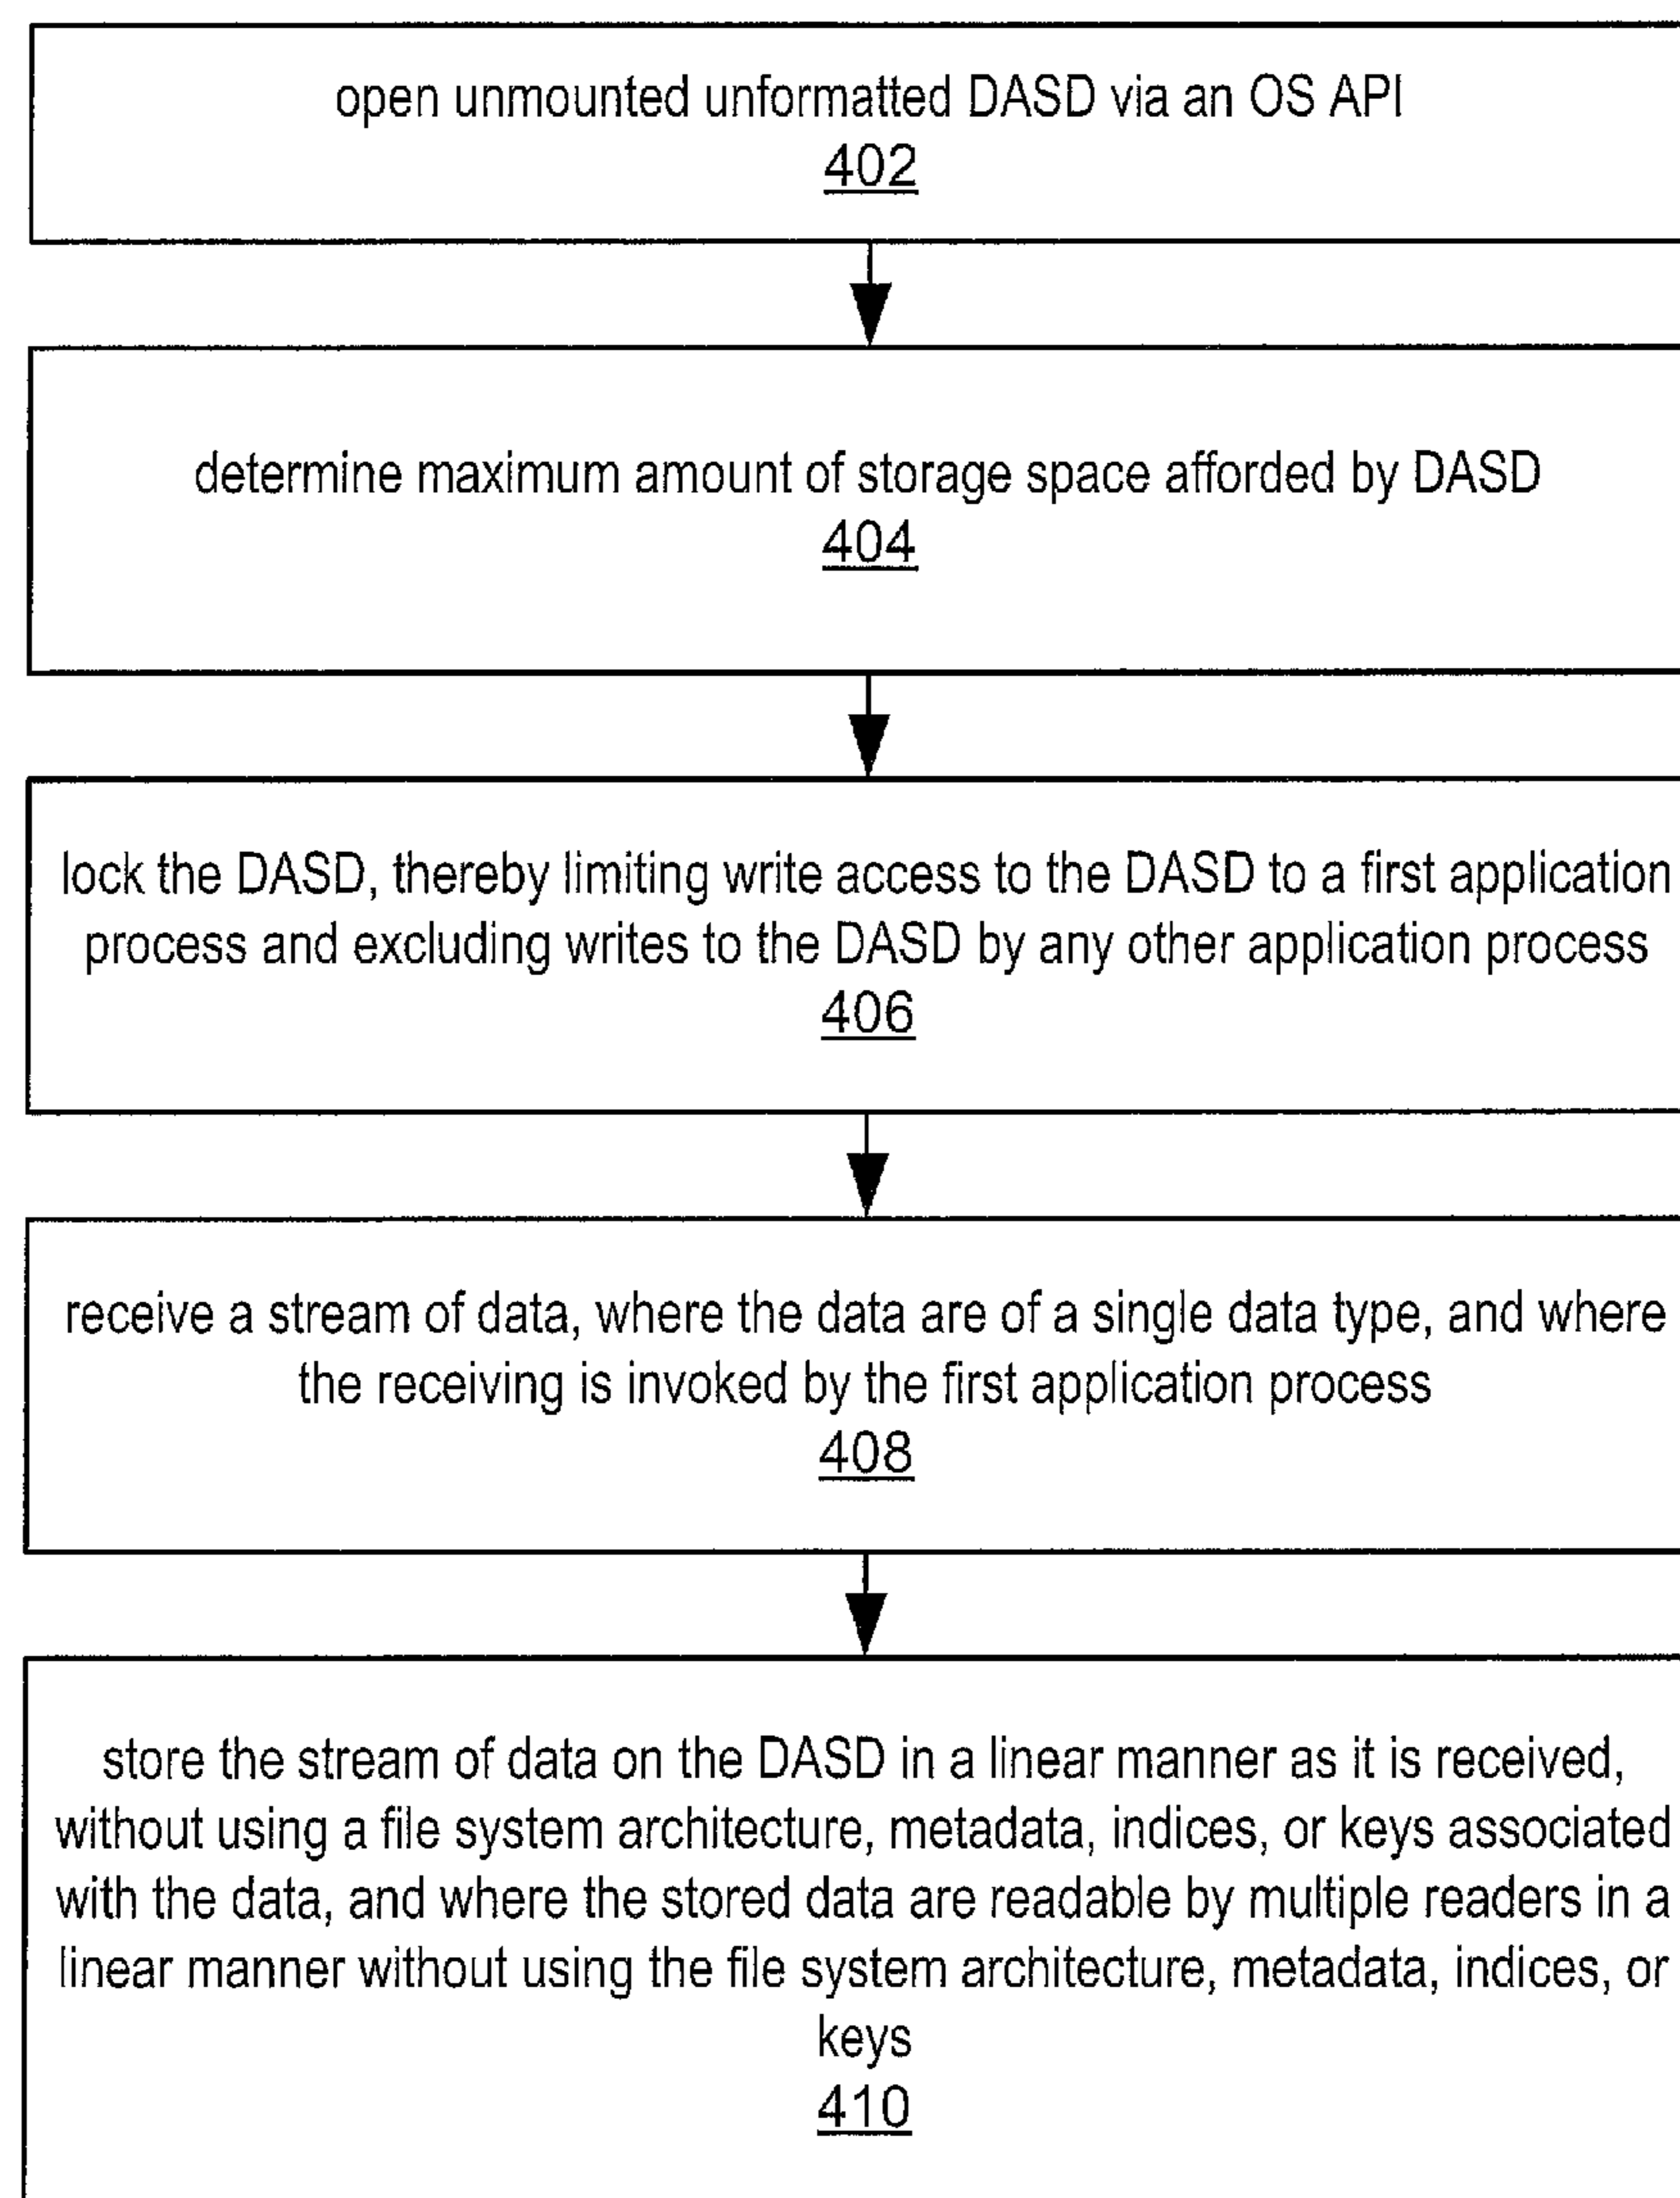 open unmounted unformatted DASD via an OS API
402
determine maximum amount of storage space afforded by DASD
404
lock the DASD, thereby limiting write access to the DASD to a first application
process and excluding writes to the DASD by any other application process
406
receive a stream of data, where the data are of a single data type, and where
the receiving is invoked by the first application process
408
store the stream of data on the DASD in a linear manner as it is received,
without using a file system architecture, metadata, indices, or keys associated
with the data, and where the stored data are readable by multiple readers in a
linear manner without using the file system architecture, metadata, indices, or
keys
410